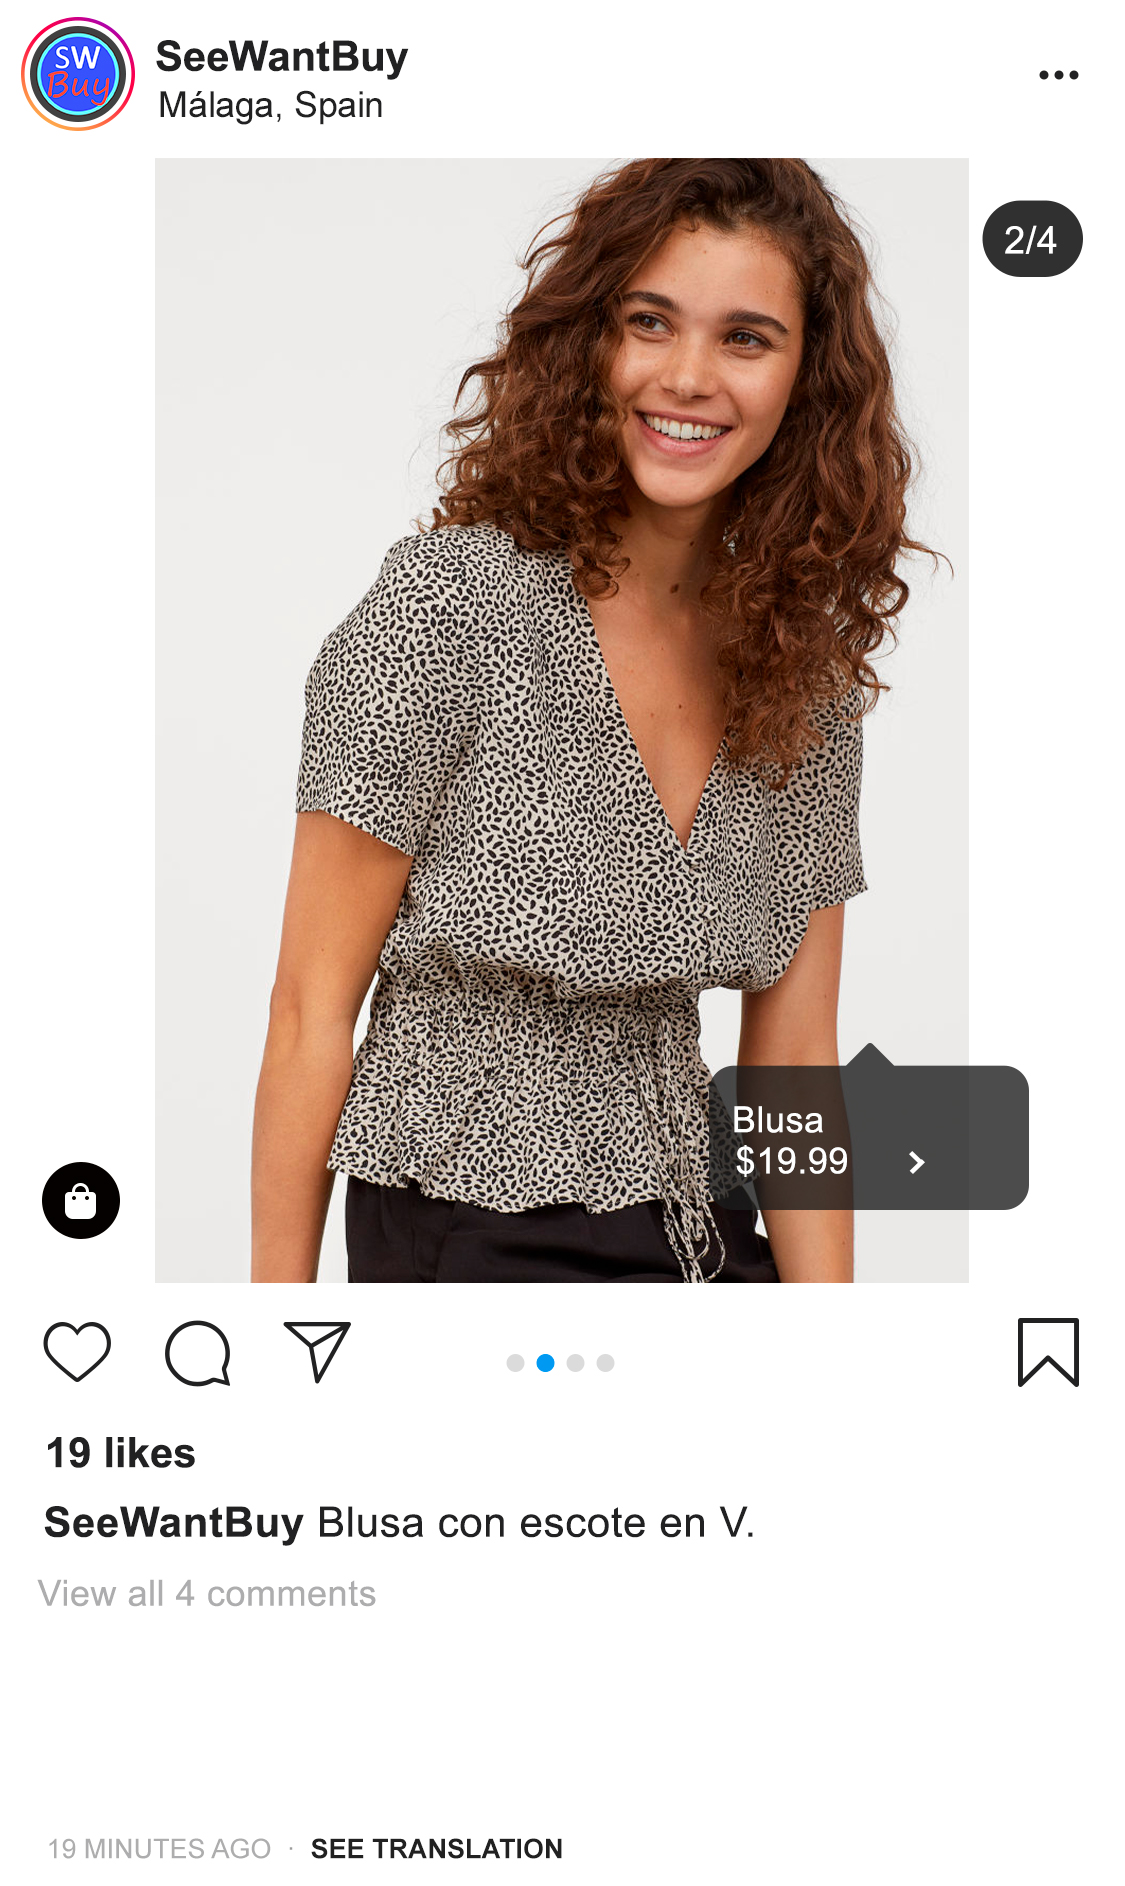 SW
Buy
SeeWantBuy
Málaga, Spain
2/4
Blusa
$19.99
19 likes
SeeWantBuy Blusa con escote en V.
View all 4 comments
19 MINUTES AGO · SEE TRANSLATION